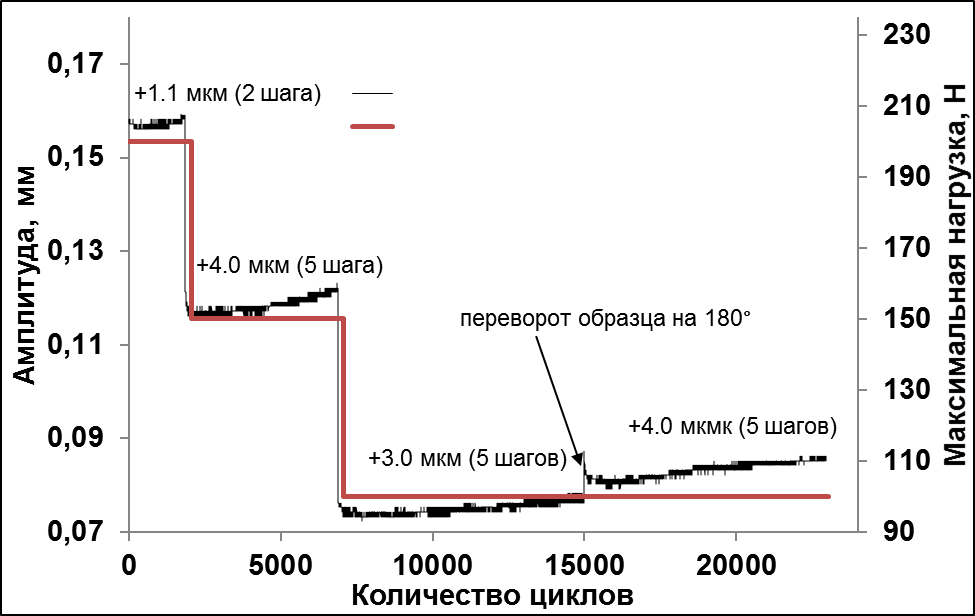 0,17
0,15
0,13
0,11
0,09
0,07
Амплитуда, мм
+1.1 мкм (2 шага)
+4.0 мкм (5 шага)
переворот образца на 180°
+3.0 мкм (5 шагов)
+4.0 мкмк (5 шагов)
230
210
190
170
150
130
110
90
Максимальная нагрузка, Н
0
5000
10000
15000
20000
Количество циклов